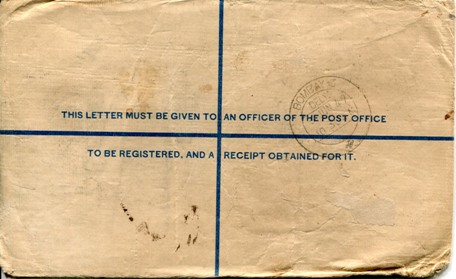 THIS LETTER MUST BE GIVEN TO AN OFFICER OF THE POST OFFICE
TO BE REGISTERED, AND A RECEIPT OBTAINED FOR IT.